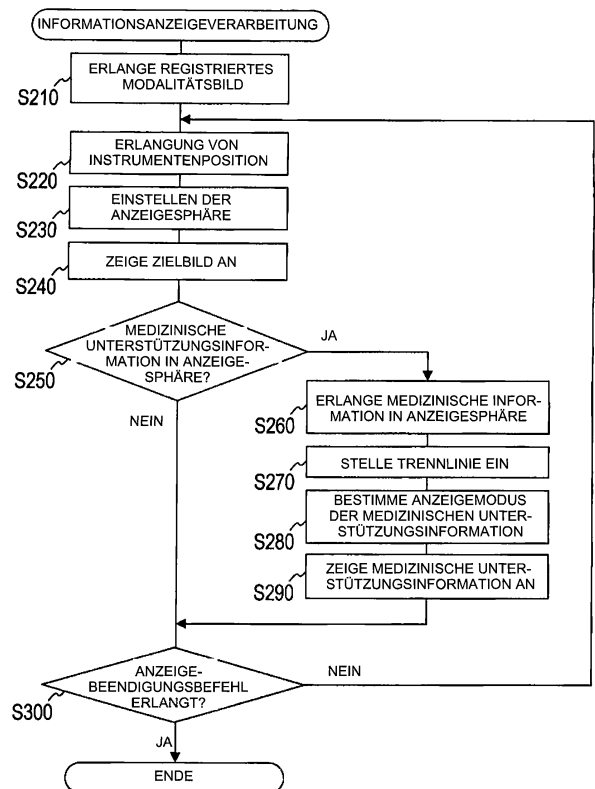 INFORMATIONSANZEIGEVERARBEITUNG
ERLANGE REGISTRIERTES
MODALITÄTSBILD
S210
ERLANGUNG VON
INSTRUMENTENPOSITION
S220
EINSTELLEN DER
ANZEIGESPHÄRE
S230
ZEIGE ZIELBILD AN
S240
MEDIZINISCHE
UNTERSTÜTZUNGSINFOR-
MATION IN ANZEIGE-
SPHÄRE?
S250
JA
NEIN
ERLANGE MEDIZINISCHE INFOR-
MATION IN ANZEIGESPHÄRE
S260
STELLE TRENNLINIE EIN
S270
BESTIMME ANZEIGEMODUS
DER MEDIZINISCHEN UNTER-
STÜTZUNGSINFORMATION
S280
ZEIGE MEDIZINISCHE UNTER-
STÜTZUNGSINFORMATION AN
S290
ANZEIGE-
BEENDIGUNGSBEFEHL
ERLANGT?
S300
NEIN
JA
ENDE